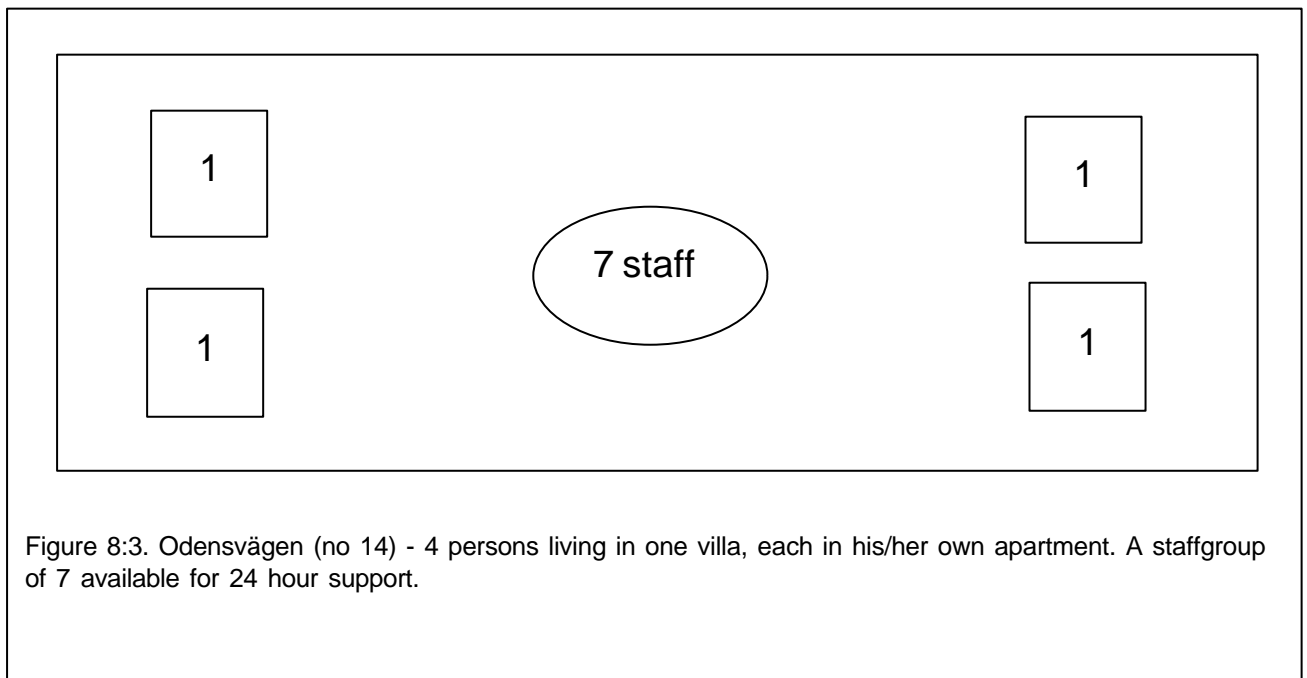 1
1
7 staff
1
1
Figure 8:3. Odensvägen (no 14) - 4 persons living in one villa, each in his/her own apartment. A staffgroup
of 7 available for 24 hour support.